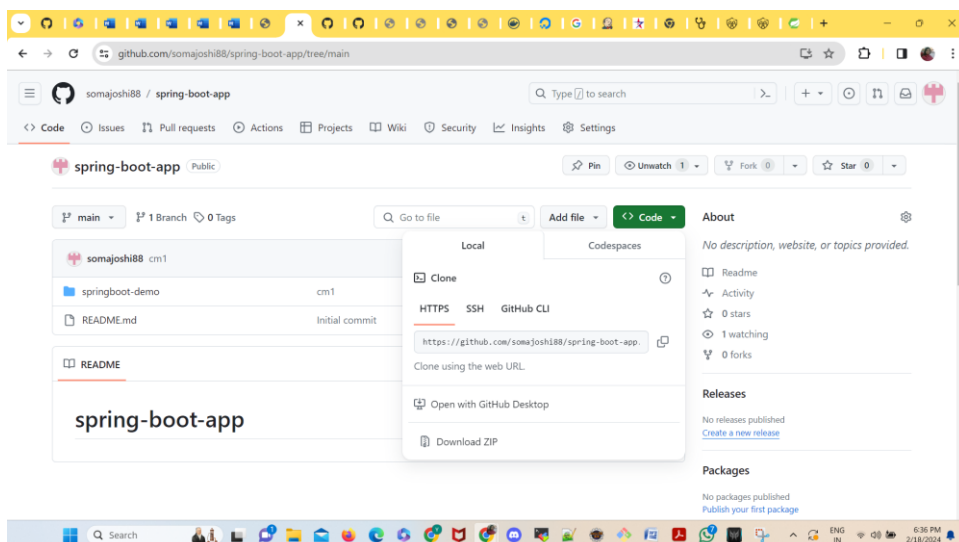 github.com/somajoshi88/spring-boot-app/tree/main
somajoshi88 / spring-boot-app
Type / to search
Code Issues Pull requests Actions Projects Wiki Security Insights Settings
spring-boot-app Public
Pin Unwatch 1 Fork 0 Star 0
main 1 Branch 0 Tags
Go to file t
Add file Code
Local Codespaces
Clone
HTTPS SSH GitHub CLI
https://github.com/somajoshi88/spring-boot-app.
Clone using the web URL.
Open with GitHub Desktop
Download ZIP
somajoshi88 cm1
springboot-demo cm1
README.md Initial commit
README
spring-boot-app
About
No description, website, or topics provided.
Readme
Activity
0 stars
1 watching
0 forks
Releases
No releases published
Create a new release
Packages
No packages published
Publish your first package
Search
ENG
IN
6:36 PM
2/18/2024